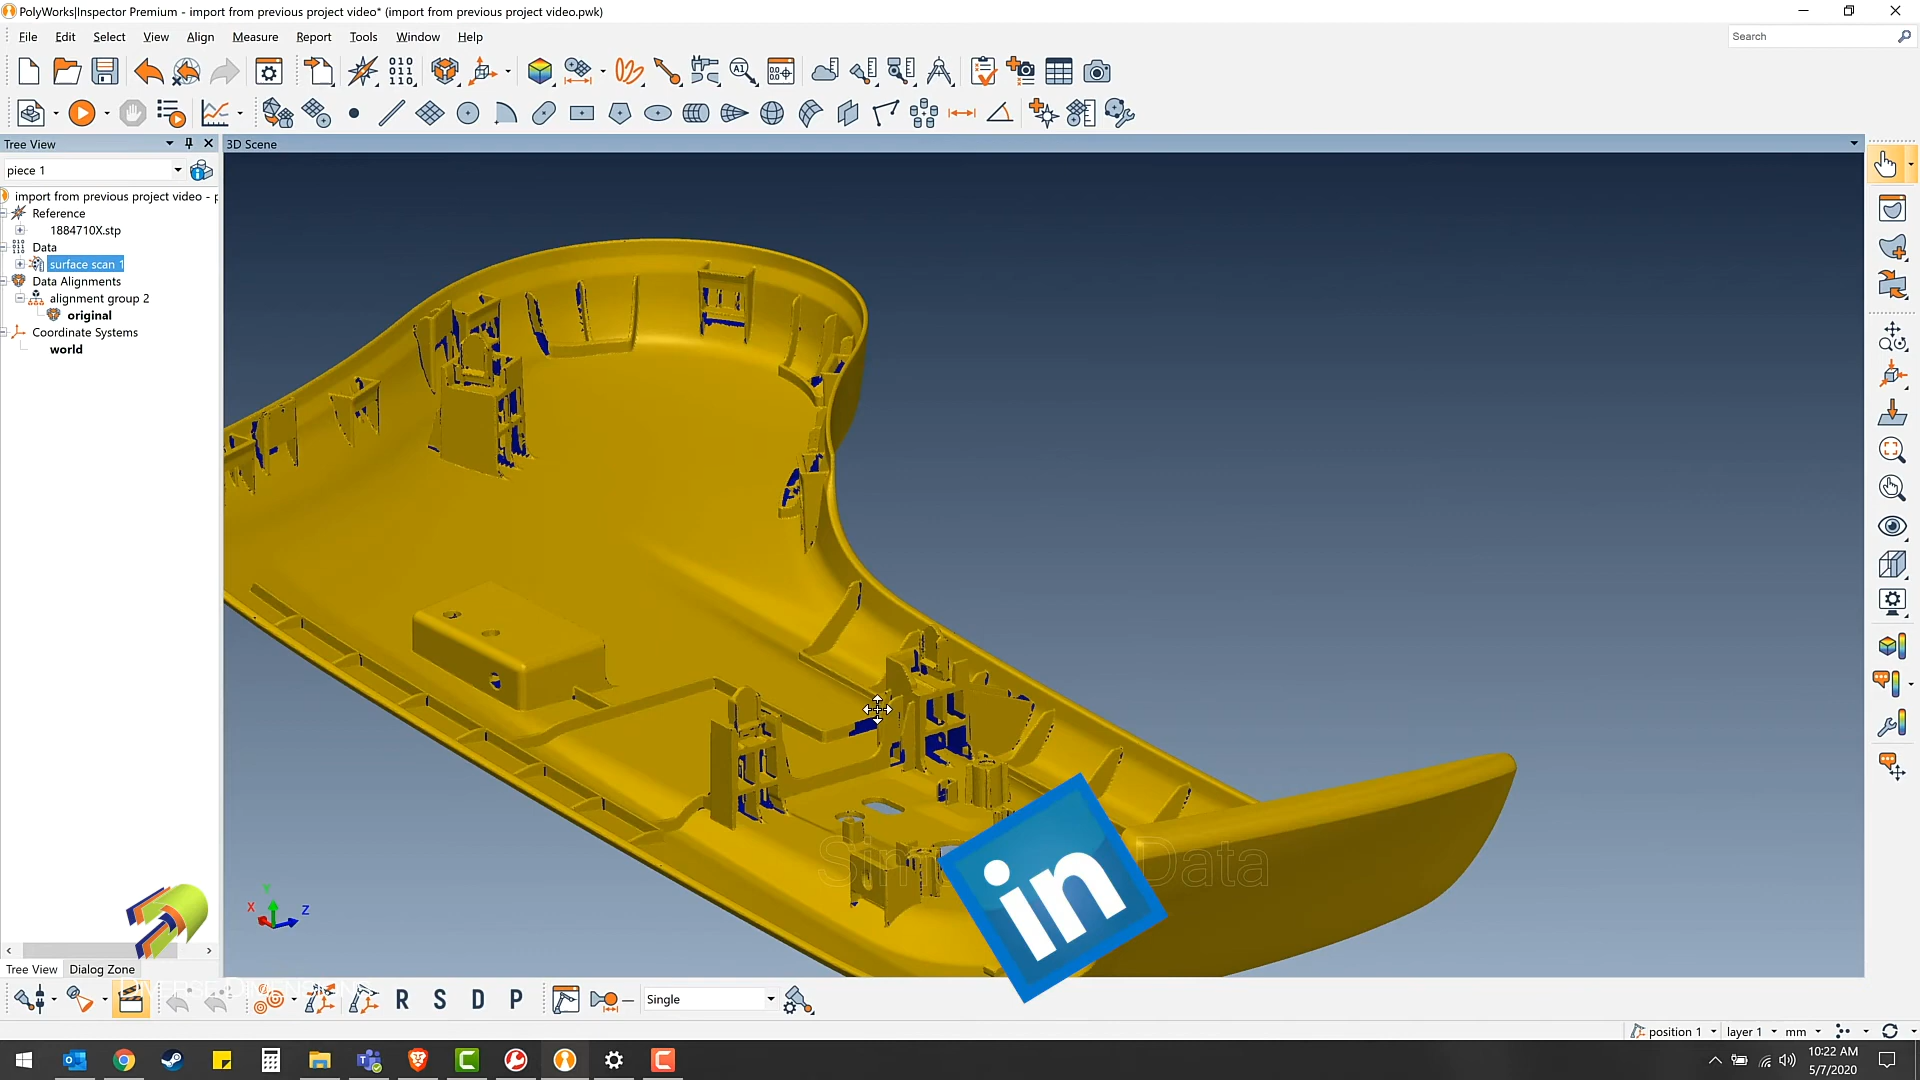 PolyWorks|Inspector Premium - import from previous project video* (import from previous project video.pwk)
File Edit Select View Align Measure Report Tools Window Help
Search
Tree View
3D Scene
piece 1
import from previous project video - p
Reference
1884710X.stp
Data
surface scan 1
Data Alignments
alignment group 2
original
Coordinate Systems
world
Y
X
Z
in
Data
Tree View
Dialog Zone
R S D P
Single
position 1
layer 1
mm
10:22 AM
5/7/2020